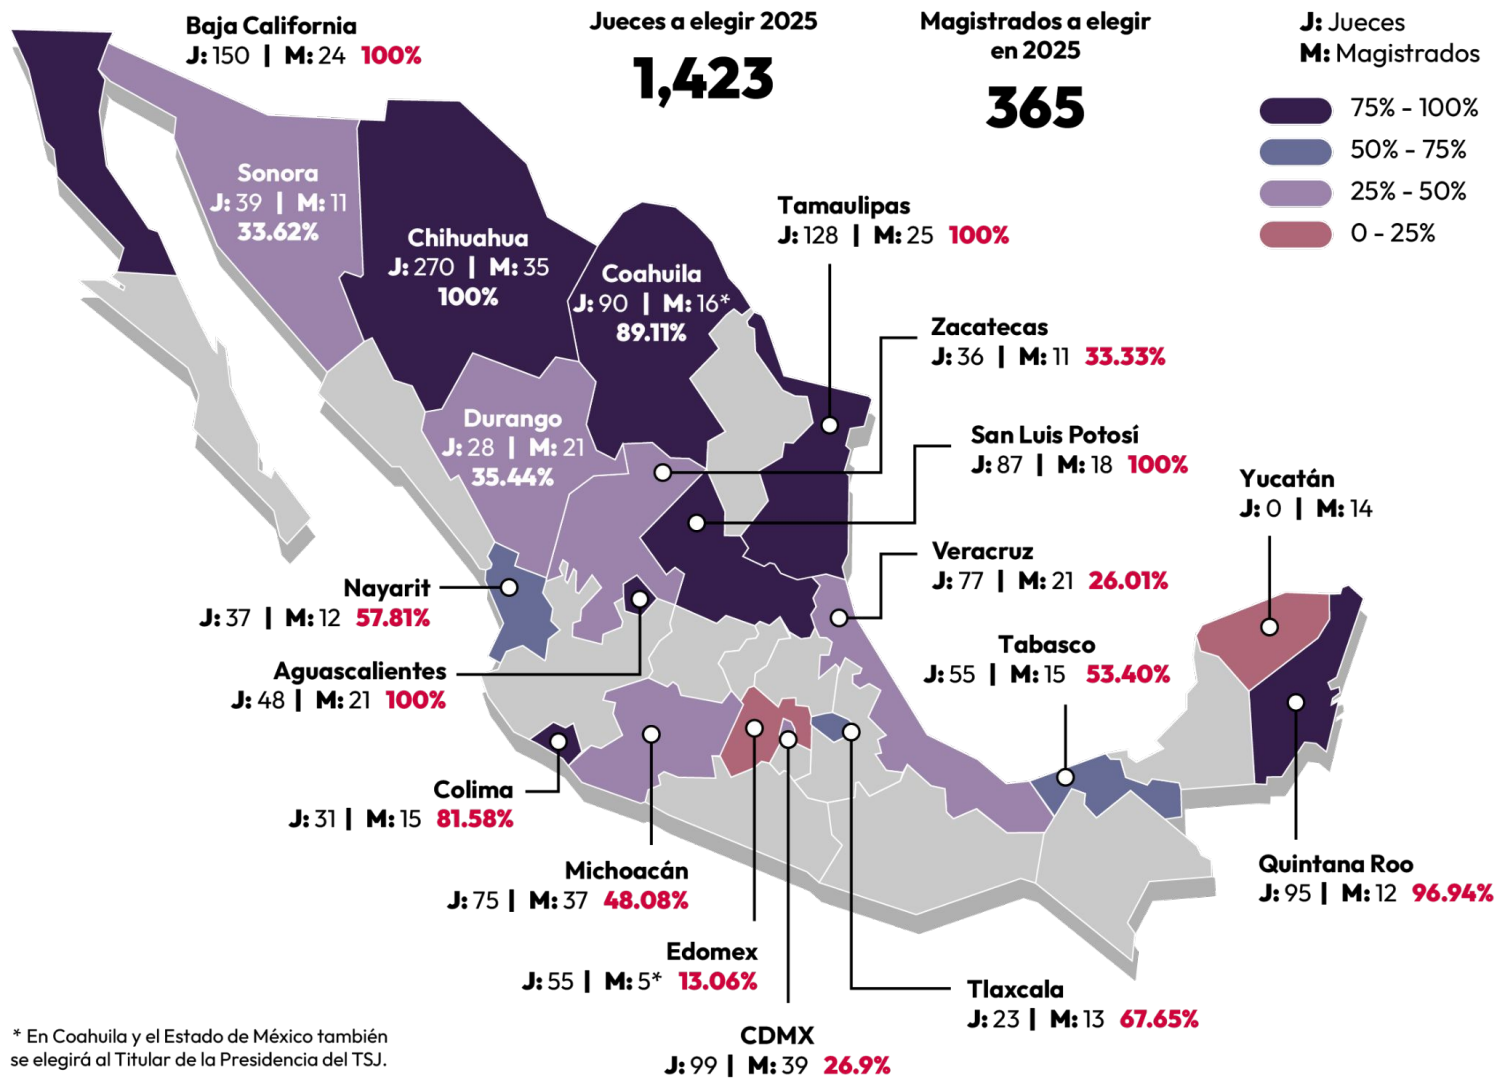 Baja California
J: 150 | M: 24 100%
Jueces a elegir 2025
1,423
Magistrados a elegir
en 2025
365
J: Jueces
M: Magistrados
75% - 100%
50% - 75%
25% - 50%
0 - 25%
Sonora
J: 39 | M: 11
33.62%
Chihuahua
J: 270 | M: 35
100%
Coahuila
J: 90 | M: 16*
89.11%
Tamaulipas
J: 128 | M: 25 100%
Zacatecas
J: 36 | M: 11 33.33%
Durango
J: 28 | M: 21
35.44%
San Luis Potosí
J: 87 | M: 18 100%
Yucatán
J: 0 | M: 14
Veracruz
J: 77 | M: 21 26.01%
Nayarit
J: 37 | M: 12 57.81%
Tabasco
J: 55 | M: 15 53.40%
Aguascalientes
J: 48 | M: 21 100%
Colima
J: 31 | M: 15 81.58%
Michoacán
J: 75 | M: 37 48.08%
Quintana Roo
J: 95 | M: 12 96.94%
Edomex
J: 55 | M: 5* 13.06%
Tlaxcala
J: 23 | M: 13 67.65%
CDMX
J: 99 | M: 39 26.9%
* En Coahuila y el Estado de México también
se elegirá al Titular de la Presidencia del TSJ.